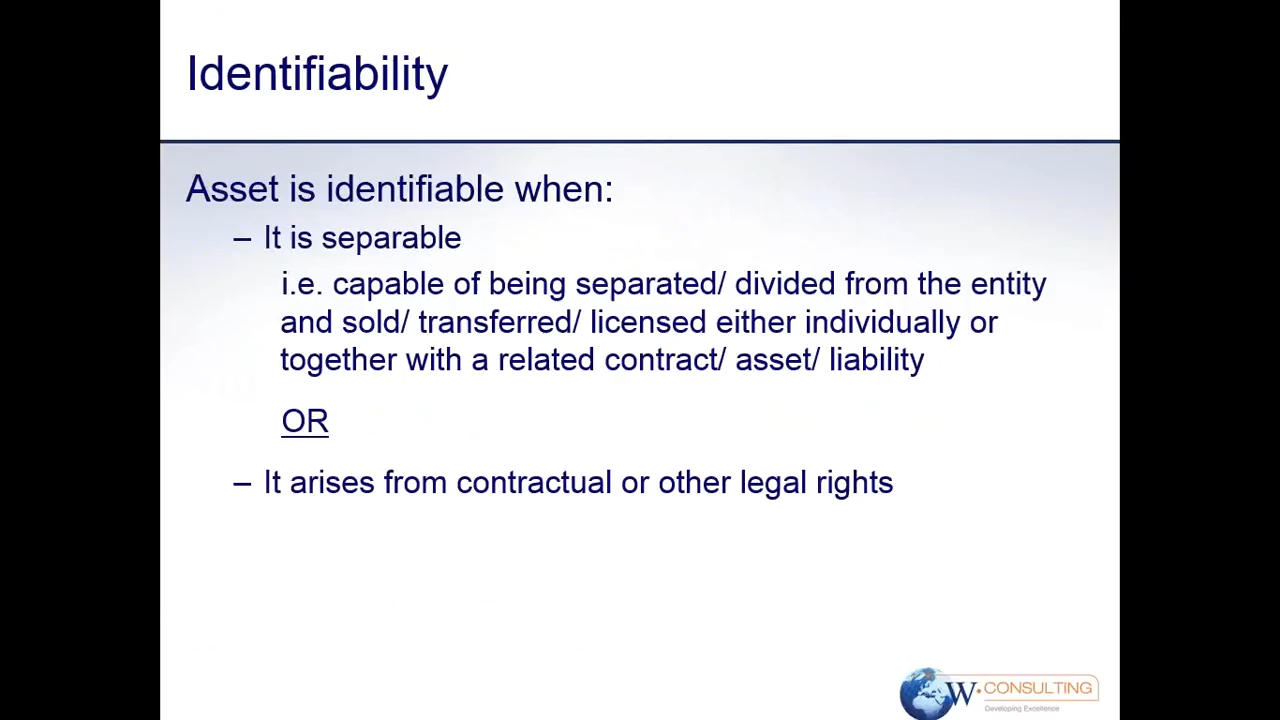 Identifiability
Asset is identifiable when:
– It is separable
i.e. capable of being separated/ divided from the entity
and sold/ transferred/ licensed either individually or
together with a related contract/ asset/ liability
OR
– It arises from contractual or other legal rights
W·CONSULTING
Developing Excellence